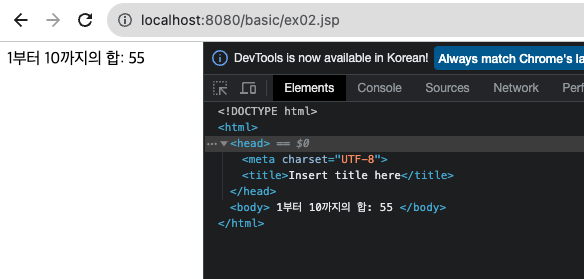 localhost:8080/basic/ex02.jsp
1부터 10까지의 합: 55
DevTools is now available in Korean! Always match Chrome's la
Elements Console Sources Network Perf
<!DOCTYPE html>
<html>
<head> == $0
<meta charset="UTF-8">
<title>Insert title here</title>
</head>
<body> 1부터 10까지의 합: 55 </body>
</html>